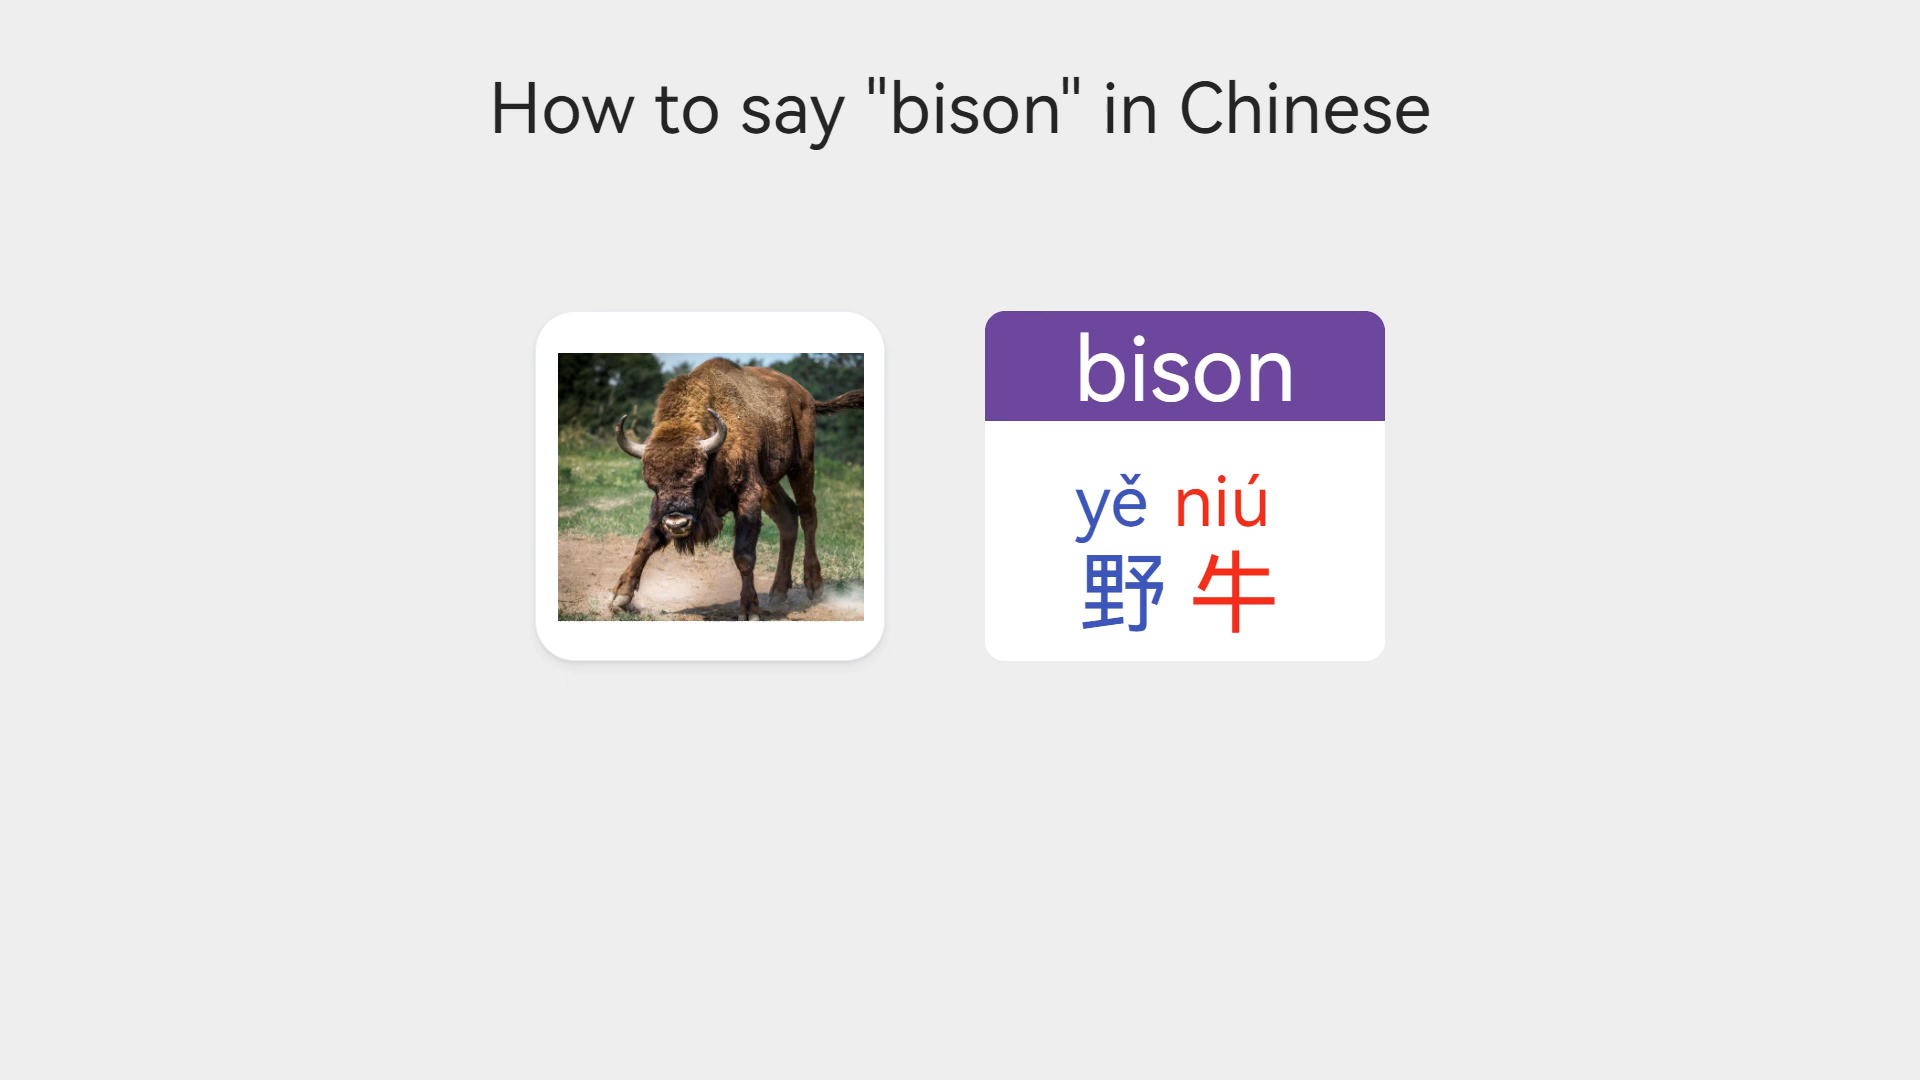 How to say "bison" in Chinese
bison
yě niú
野 牛